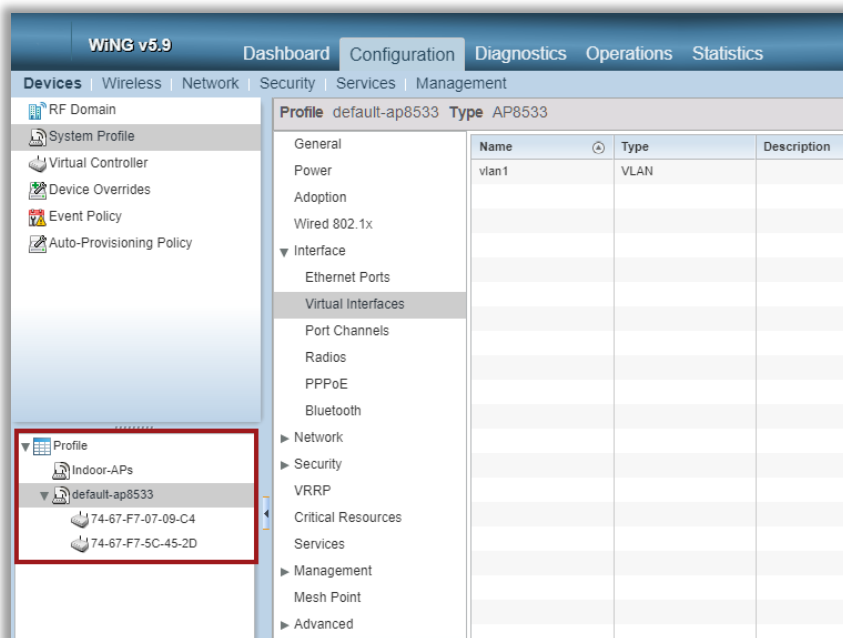 WiNG v5.9
Dashboard Configuration Diagnostics Operations Statistics
Devices | Wireless | Network | Security | Services | Management
RF Domain
System Profile
Virtual Controller
Device Overrides
Event Policy
Auto-Provisioning Policy
Profile
Indoor-APs
default-ap8533
74-67-F7-07-09-C4
74-67-F7-5C-45-2D
Profile default-ap8533 Type AP8533
General
Power
Adoption
Wired 802.1x
Interface
Ethernet Ports
Virtual Interfaces
Port Channels
Radios
PPPoE
Bluetooth
Network
Security
VRRP
Critical Resources
Services
Management
Mesh Point
Advanced
Name Type Description
vlan1 VLAN